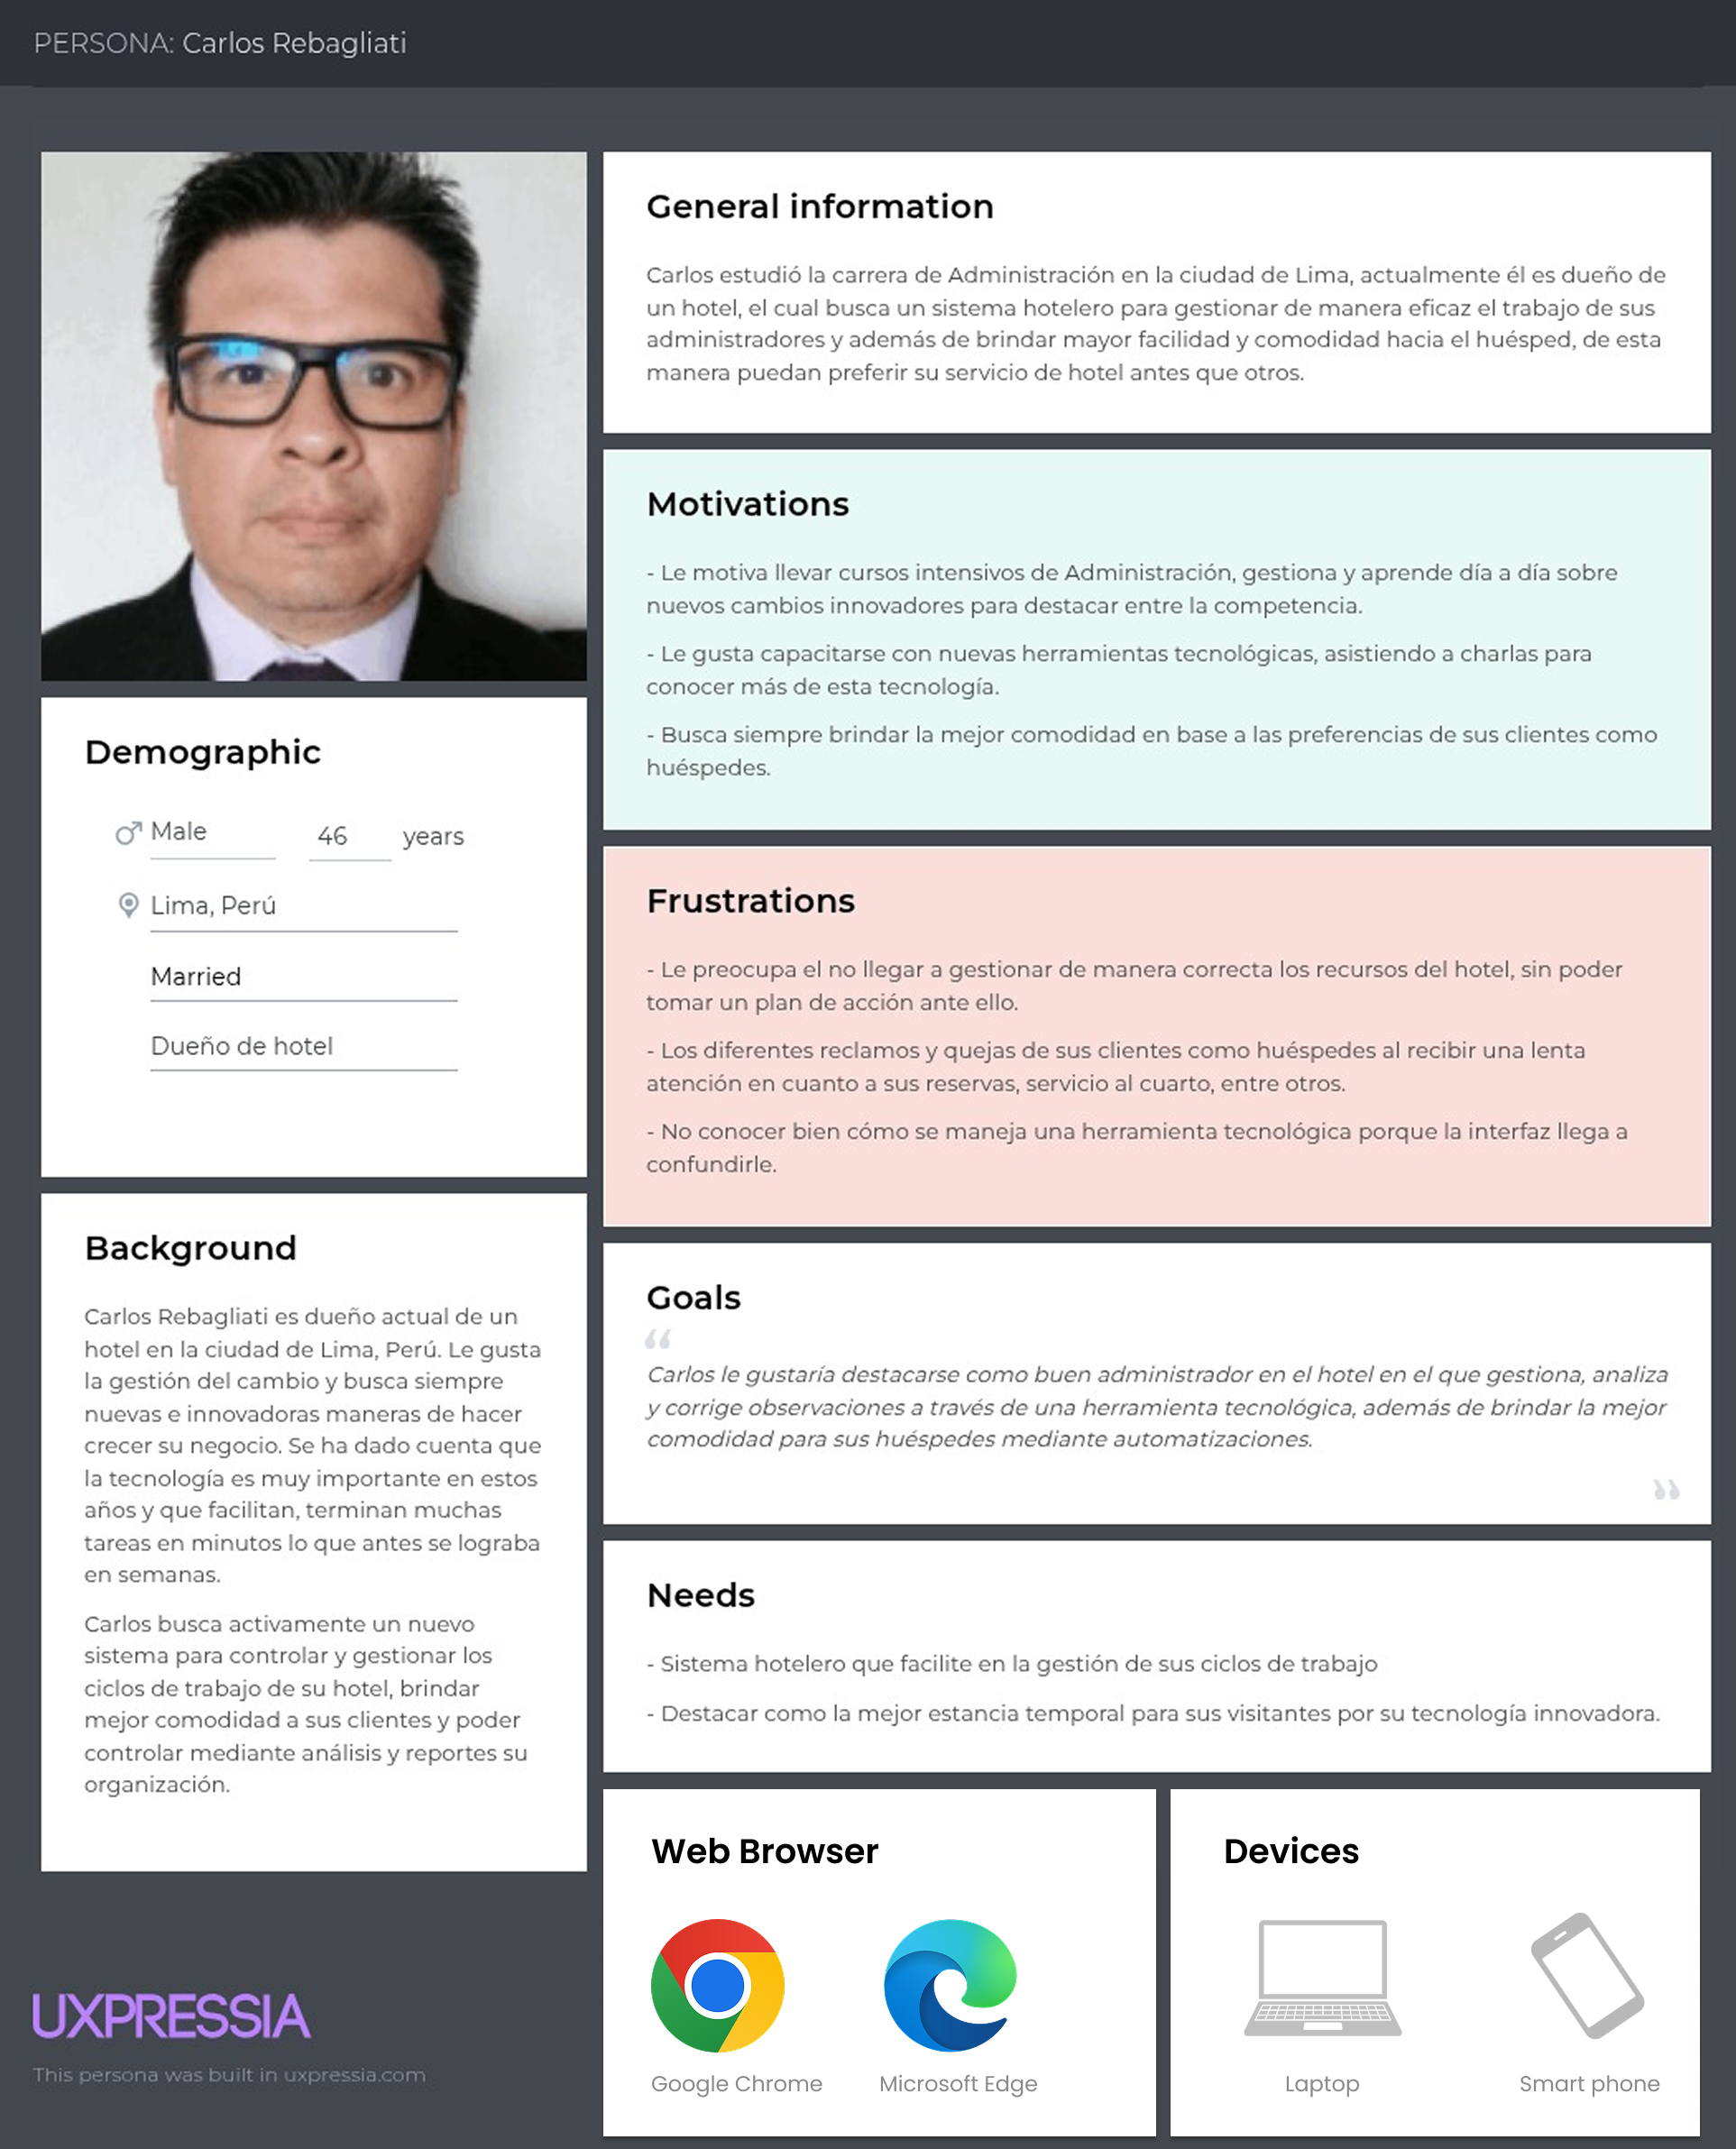 PERSONA: Carlos Rebagliati
General information
Carlos estudió la carrera de Administración en la ciudad de Lima, actualmente él es dueño de
un hotel, el cual busca un sistema hotelero para gestionar de manera eficaz el trabajo de sus
administradores y además de brindar mayor facilidad y comodidad hacia el huésped, de esta
manera puedan preferir su servicio de hotel antes que otros.
Motivations
- Le motiva llevar cursos intensivos de Administración, gestiona y aprende día a día sobre
nuevos cambios innovadores para destacar entre la competencia.
- Le gusta capacitarse con nuevas herramientas tecnológicas, asistiendo a charlas para
conocer más de esta tecnología.
- Busca siempre brindar la mejor comodidad en base a las preferencias de sus clientes como
huéspedes.
Demographic
Male 46 years
Lima, Perú
Married
Dueño de hotel
Frustrations
- Le preocupa el no llegar a gestionar de manera correcta los recursos del hotel, sin poder
tomar un plan de acción ante ello.
- Los diferentes reclamos y quejas de sus clientes como huéspedes al recibir una lenta
atención en cuanto a sus reservas, servicio al cuarto, entre otros.
- No conocer bien cómo se maneja una herramienta tecnológica porque la interfaz llega a
confundirle.
Background
Carlos Rebagliati es dueño actual de un
hotel en la ciudad de Lima, Perú. Le gusta
la gestión del cambio y busca siempre
nuevas e innovadoras maneras de hacer
crecer su negocio. Se ha dado cuenta que
la tecnología es muy importante en estos
años y que facilitan, terminan muchas
tareas en minutos lo que antes se lograba
en semanas.
Carlos busca activamente un nuevo
sistema para controlar y gestionar los
ciclos de trabajo de su hotel, brindar
mejor comodidad a sus clientes y poder
controlar mediante análisis y reportes su
organización.
Goals
“
Carlos le gustaría destacarse como buen administrador en el hotel en el que gestiona, analiza
y corrige observaciones a través de una herramienta tecnológica, además de brindar la mejor
comodidad para sus huéspedes mediante automatizaciones.
”
Needs
- Sistema hotelero que facilite en la gestión de sus ciclos de trabajo
- Destacar como la mejor estancia temporal para sus visitantes por su tecnología innovadora.
Web Browser
Google Chrome Microsoft Edge
Devices
Laptop Smart phone
UXPRESSIA
This persona was built in uxpressia.com